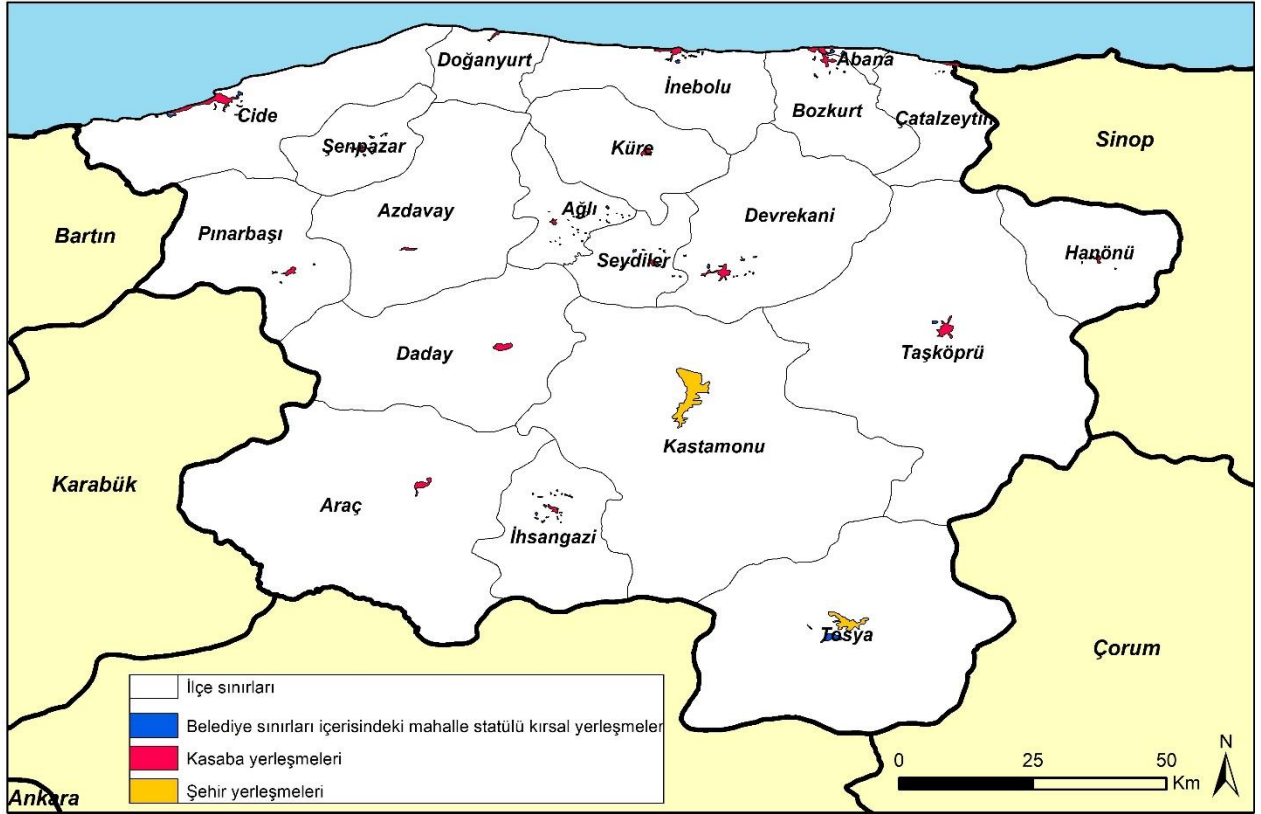 Doğanyurt
Abana
İnebolu
Cide
Bozkurt
Çatalzeytin
Sinop
Şenpazar
Küre
Azdavay
Ağlı
Devrekani
Bartın
Pınarbaşı
Seydiler
Hanönü
Daday
Taşköprü
Kastamonu
Karabük
Araç
İhsangazi
Tosya
Çorum
İlçe sınırları
Belediye sınırları içerisindeki mahalle statülü kırsal yerleşmeler
Kasaba yerleşmeleri
Şehir yerleşmeleri
Ankara
0 25 50
Km
N